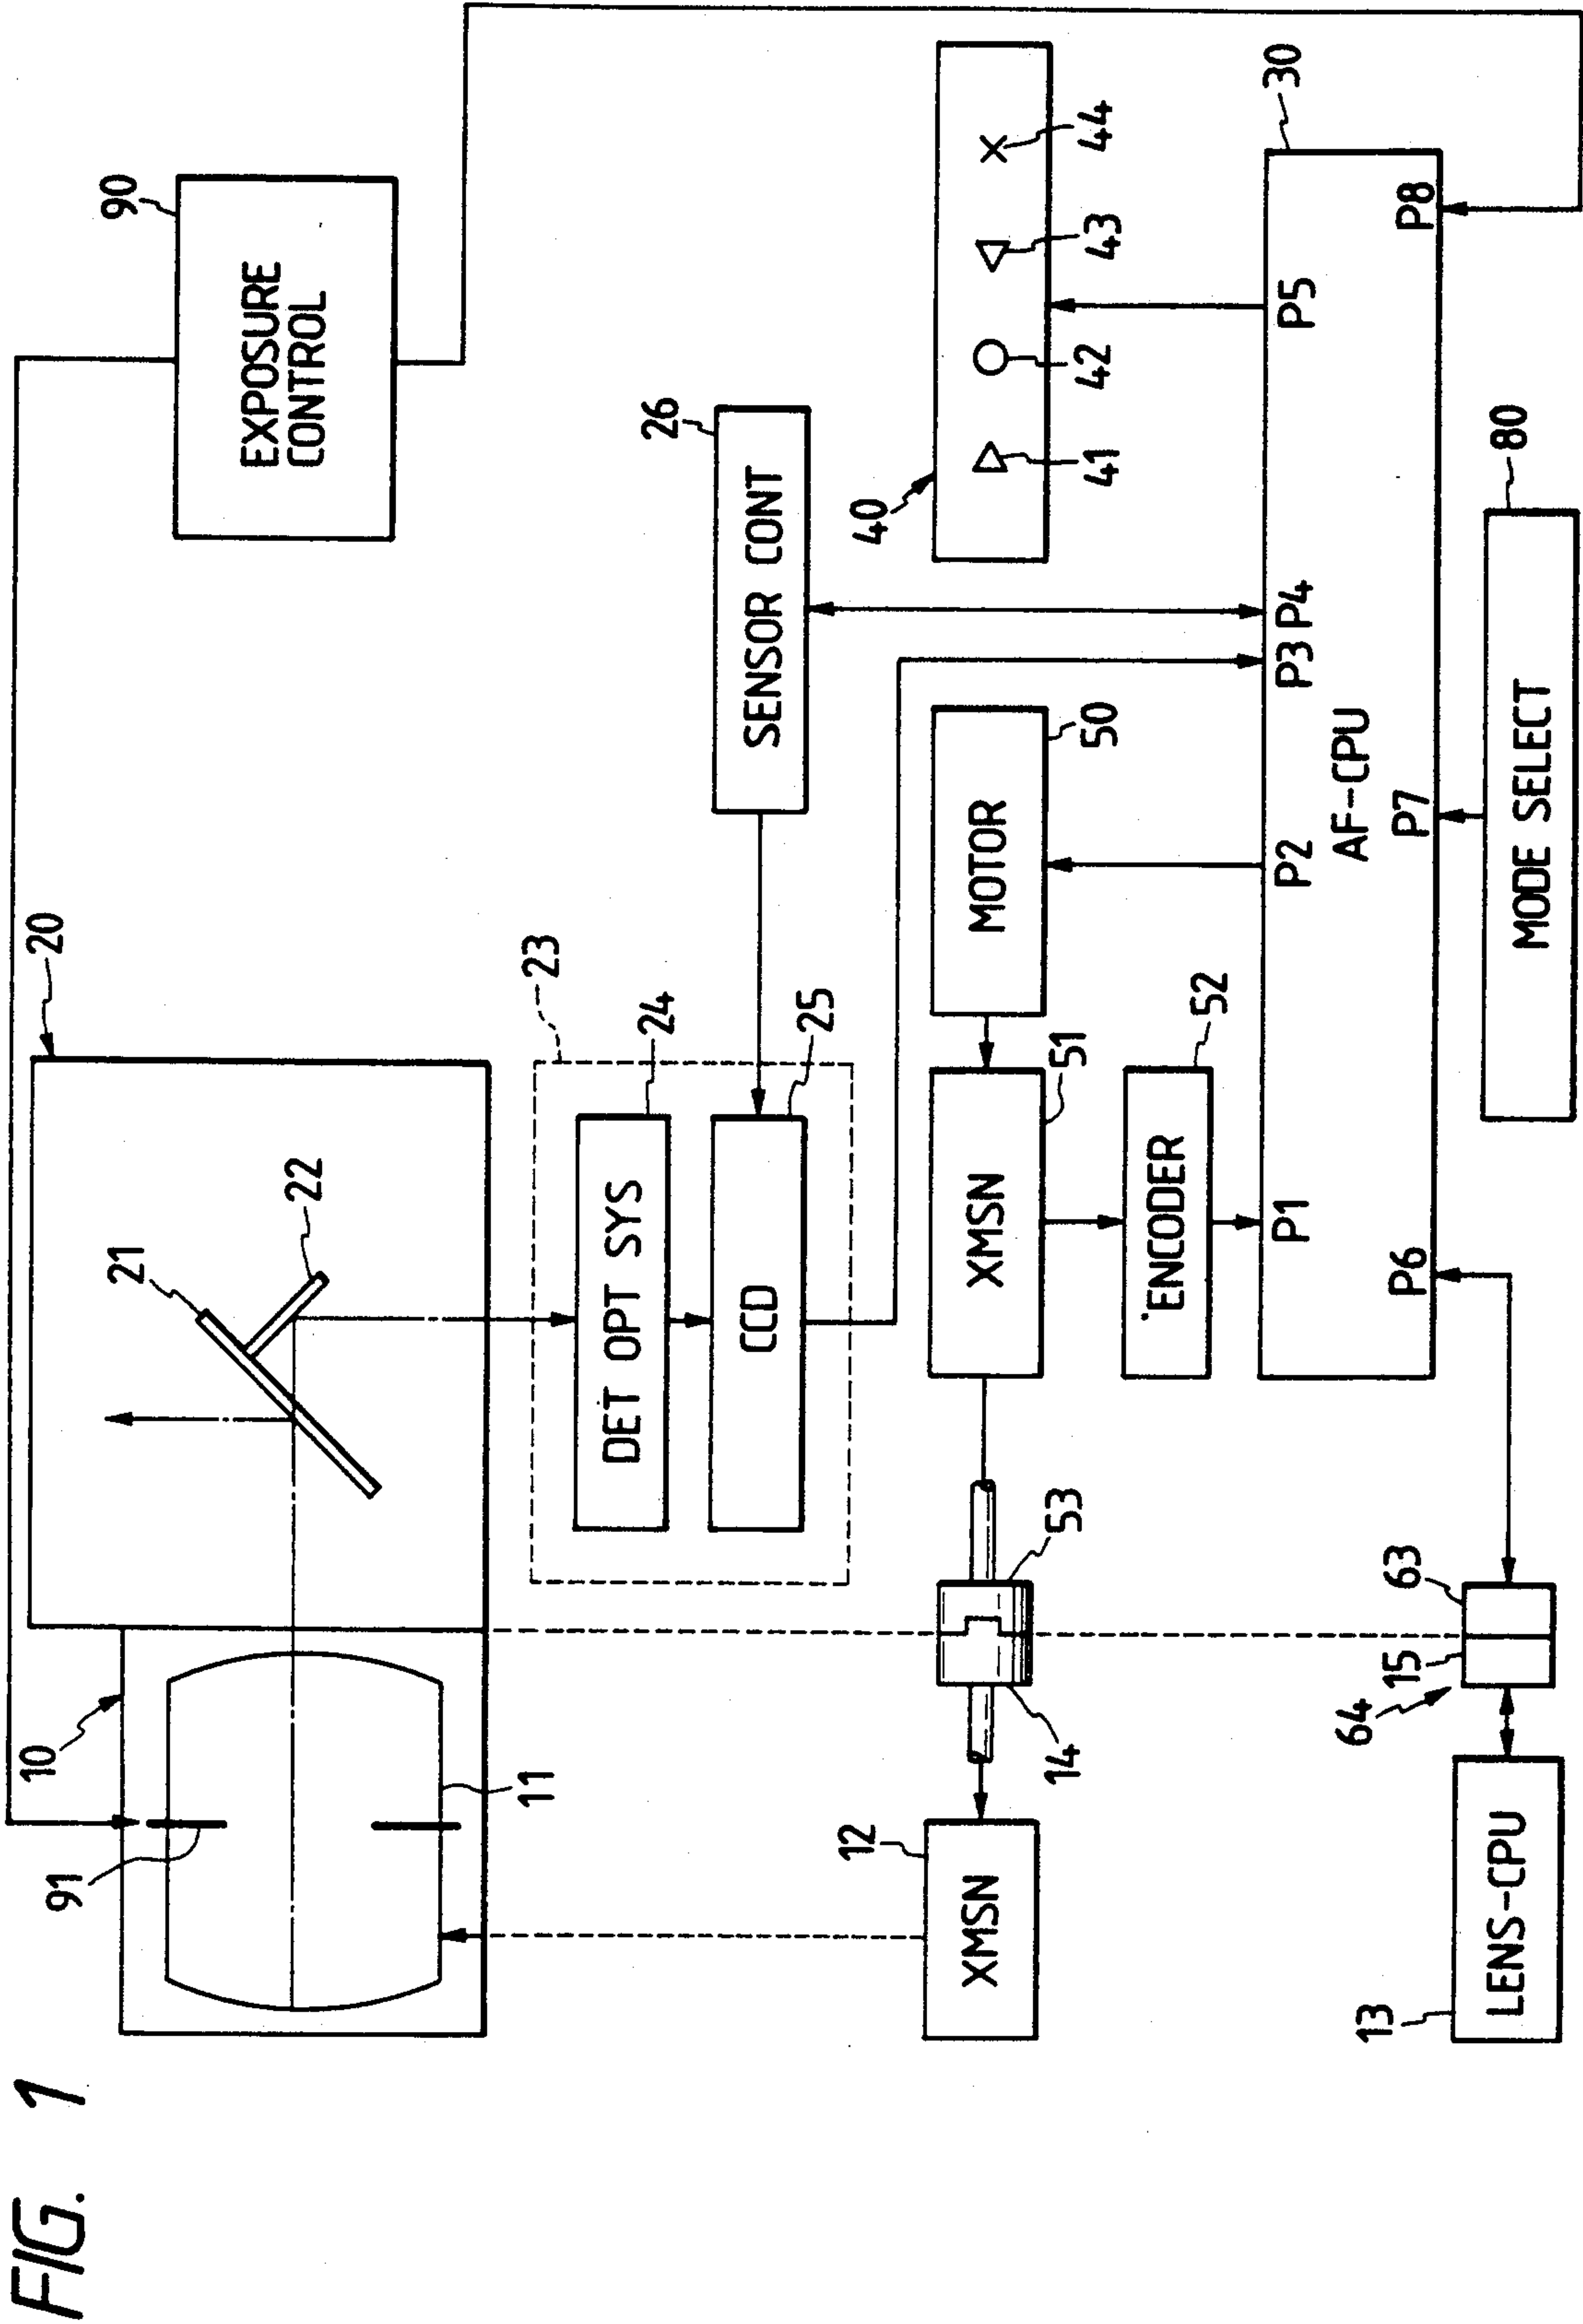 FIG. 1
10
91
11
20
21
22
90
EXPOSURE
CONTROL
23
24
DET OPT SYS
25
CCD
26
SENSOR CONT
12
XMSN
14
53
51
XMSN
50
MOTOR
40
41
42
43
44
52
ENCODER
30
P1
P2
P3
P4
P5
AF-CPU
P6
P7
P8
13
LENS-CPU
64
15
63
80
MODE SELECT